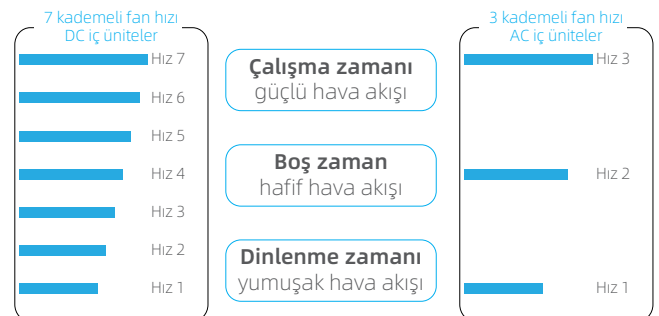 7 kademeli fan hızı
DC iç üniteler
Hız 7
Hız 6
Hız 5
Hız 4
Hız 3
Hız 2
Hız 1
Çalışma zamanı
güçlü hava akışı
Boş zaman
hafif hava akışı
Dinlenme zamanı
yumuşak hava akışı
3 kademeli fan hızı
AC iç üniteler
Hız 3
Hız 2
Hız 1